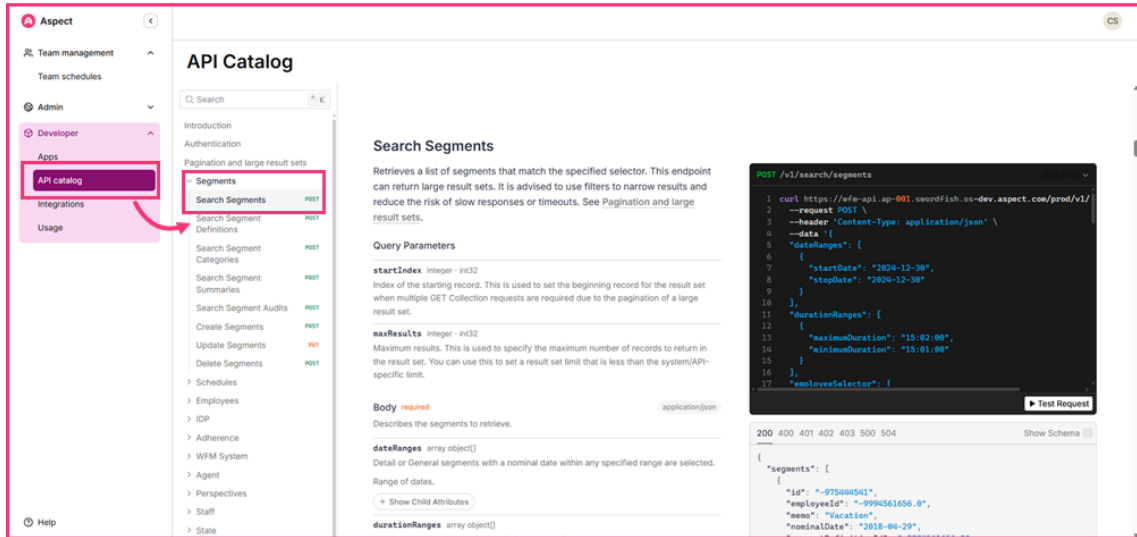 Aspect
CS
Team management
Team schedules
Admin
Developer
Apps
API catalog
Integrations
Usage
Help
API Catalog
Search
^ K
Introduction
Authentication
Pagination and large result sets
Segments
Search Segments POST
Search Segment POST
Definitions
Search Segment POST
Categories
Search Segment POST
Summaries
Search Segment Audits POST
Create Segments POST
Update Segments PUT
Delete Segments POST
Schedules
Employees
IDP
Adherence
WFM System
Agent
Perspectives
Staff
State
Search Segments
Retrieves a list of segments that match the specified selector. This endpoint
can return large result sets. It is advised to use filters to narrow results and
reduce the risk of slow responses or timeouts. See Pagination and large
result sets.
Query Parameters
startIndex integer · int32
Index of the starting record. This is used to set the beginning record for the result set
when multiple GET Collection requests are required due to the pagination of a large
result set.
maxResults integer · int32
Maximum results. This is used to specify the maximum number of records to return in
the result set. You can use this to set a result set limit that is less than the system/API-
specific limit.
Body required application/json
Describes the segments to retrieve.
dateRanges array object[]
Detail or General segments with a nominal date within any specified range are selected.
Range of dates.
+ Show Child Attributes
durationRanges array object[]
POST /v1/search/segments
1 curl https://wfm-api.ap-001.swordfish.os-dev.aspect.com/prod/v1/
2 --request POST \
3 --header 'Content-Type: application/json' \
4 --data '{
5 "dateRanges": [
6 {
7 "startDate": "2024-12-30",
8 "stopDate": "2024-12-30"
9 }
10 ],
11 "durationRanges": [
12 {
13 "maximumDuration": "15:02:00",
14 "minimumDuration": "15:01:00"
15 }
16 ],
17 "employeeSelector": {
Test Request
200 400 401 402 403 500 504 Show Schema
{
"segments": [
{
"id": "-975444541",
"employeeId": "-9994561656.0",
"memo": "Vacation",
"nominalDate": "2018-04-29",